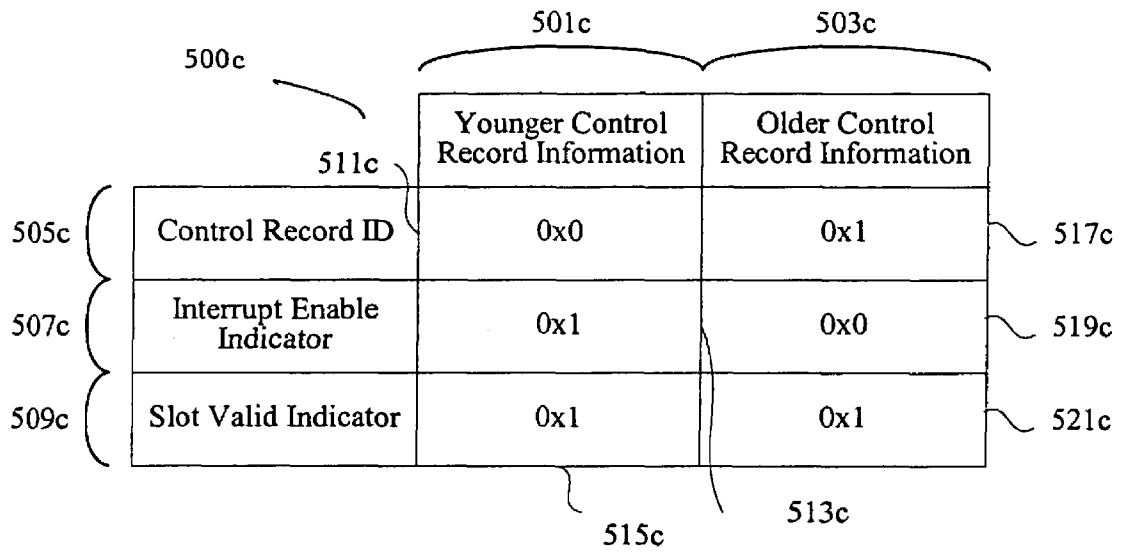 501c 503c
500c
Younger Control Older Control
Record Information Record Information
511c
505c Control Record ID 0x0 0x1 517c
507c Interrupt Enable Indicator 0x1 0x0 519c
509c Slot Valid Indicator 0x1 0x1 521c
515c 513c